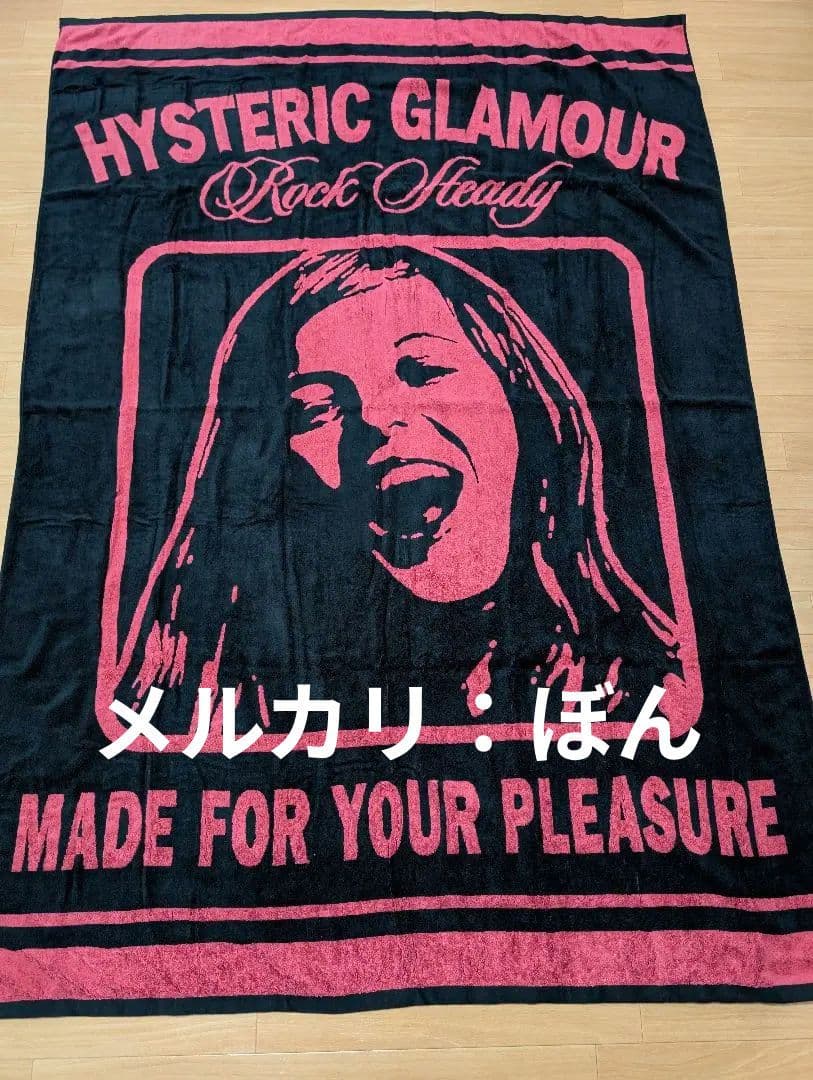 HYSTERIC GLAMOUR
Rock Steady
メルカリ：ぼん
MADE FOR YOUR PLEASURE